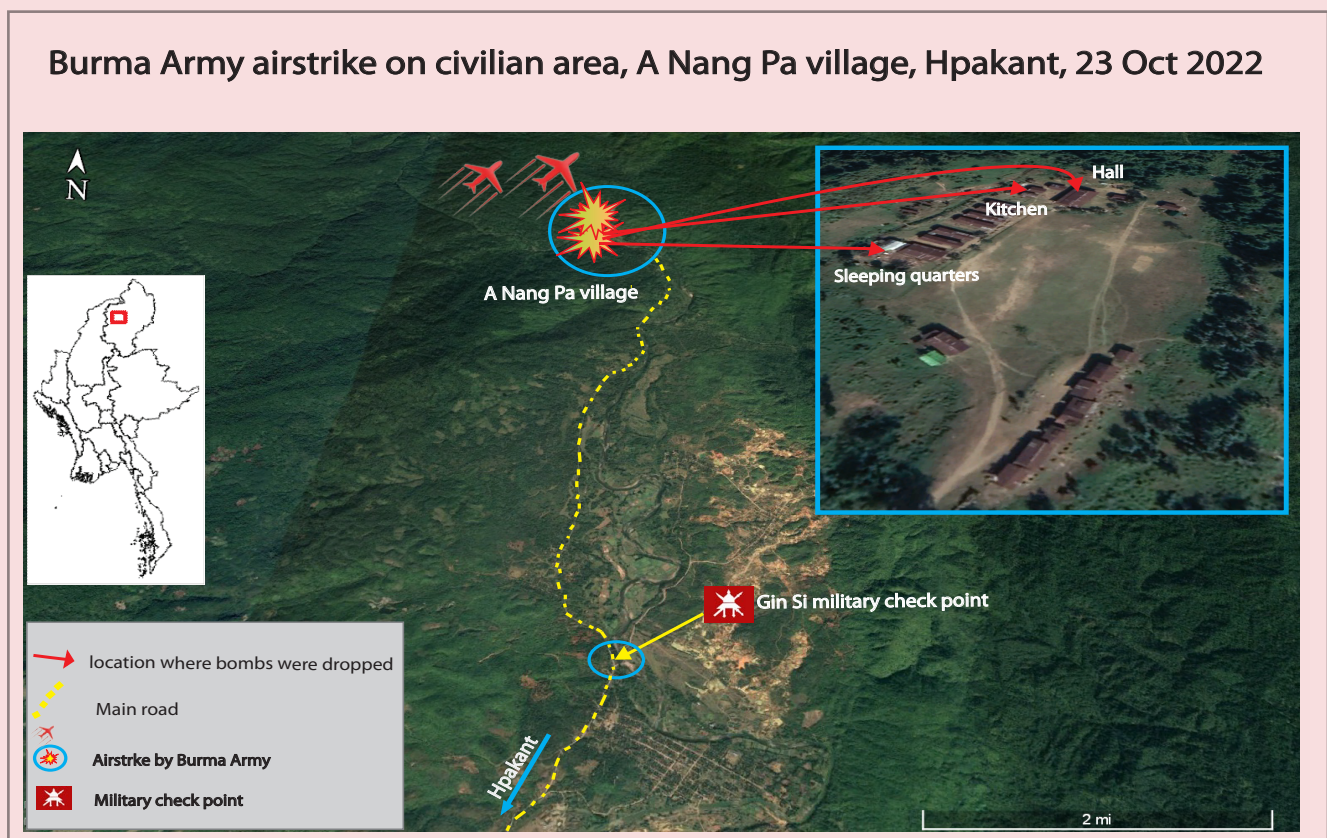 Burma Army airstrike on civilian area, A Nang Pa village, Hpakant, 23 Oct 2022
N
Hall
Kitchen
Sleeping quarters
A Nang Pa village
Gin Si military check point
location where bombs were dropped
Main road
Airstrke by Burma Army
Military check point
Hpakant
2 mi